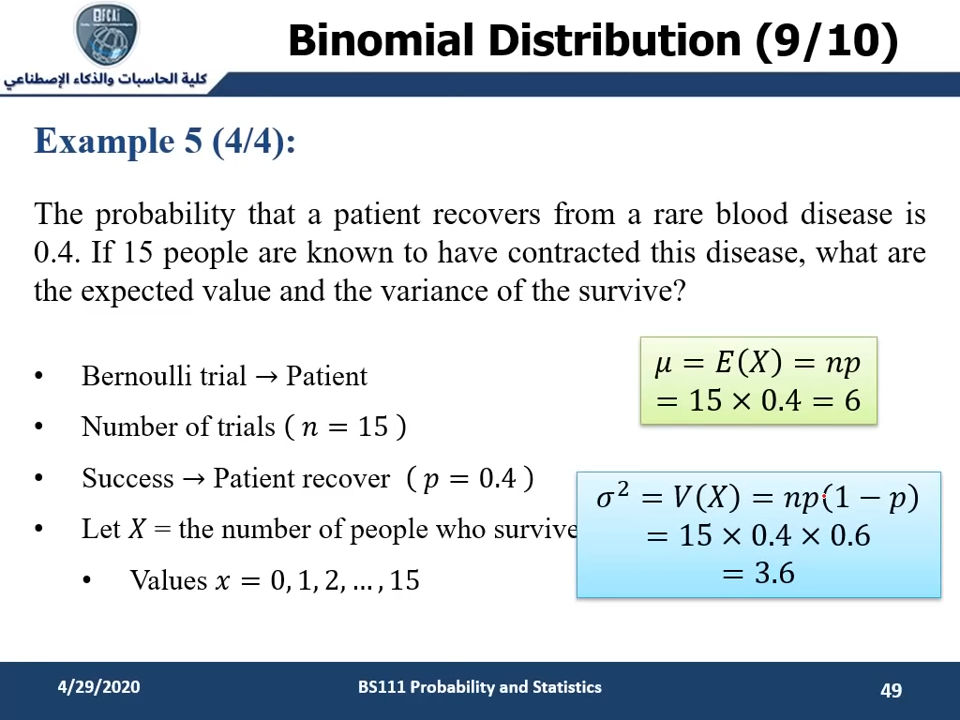 BFCAI
Binomial Distribution (9/10)
كلية الحاسبات والذكاء الإصطناعي
Example 5 (4/4):
The probability that a patient recovers from a rare blood disease is
0.4. If 15 people are known to have contracted this disease, what are
the expected value and the variance of the survive?
• Bernoulli trial → Patient
• Number of trials ( n = 15 )
• Success → Patient recover ( p = 0.4 )
• Let X = the number of people who survive
• Values x = 0, 1, 2, … , 15
μ = E(X) = np
= 15 × 0.4 = 6
σ² = V(X) = np(1 − p)
= 15 × 0.4 × 0.6
= 3.6
4/29/2020
BS111 Probability and Statistics
49